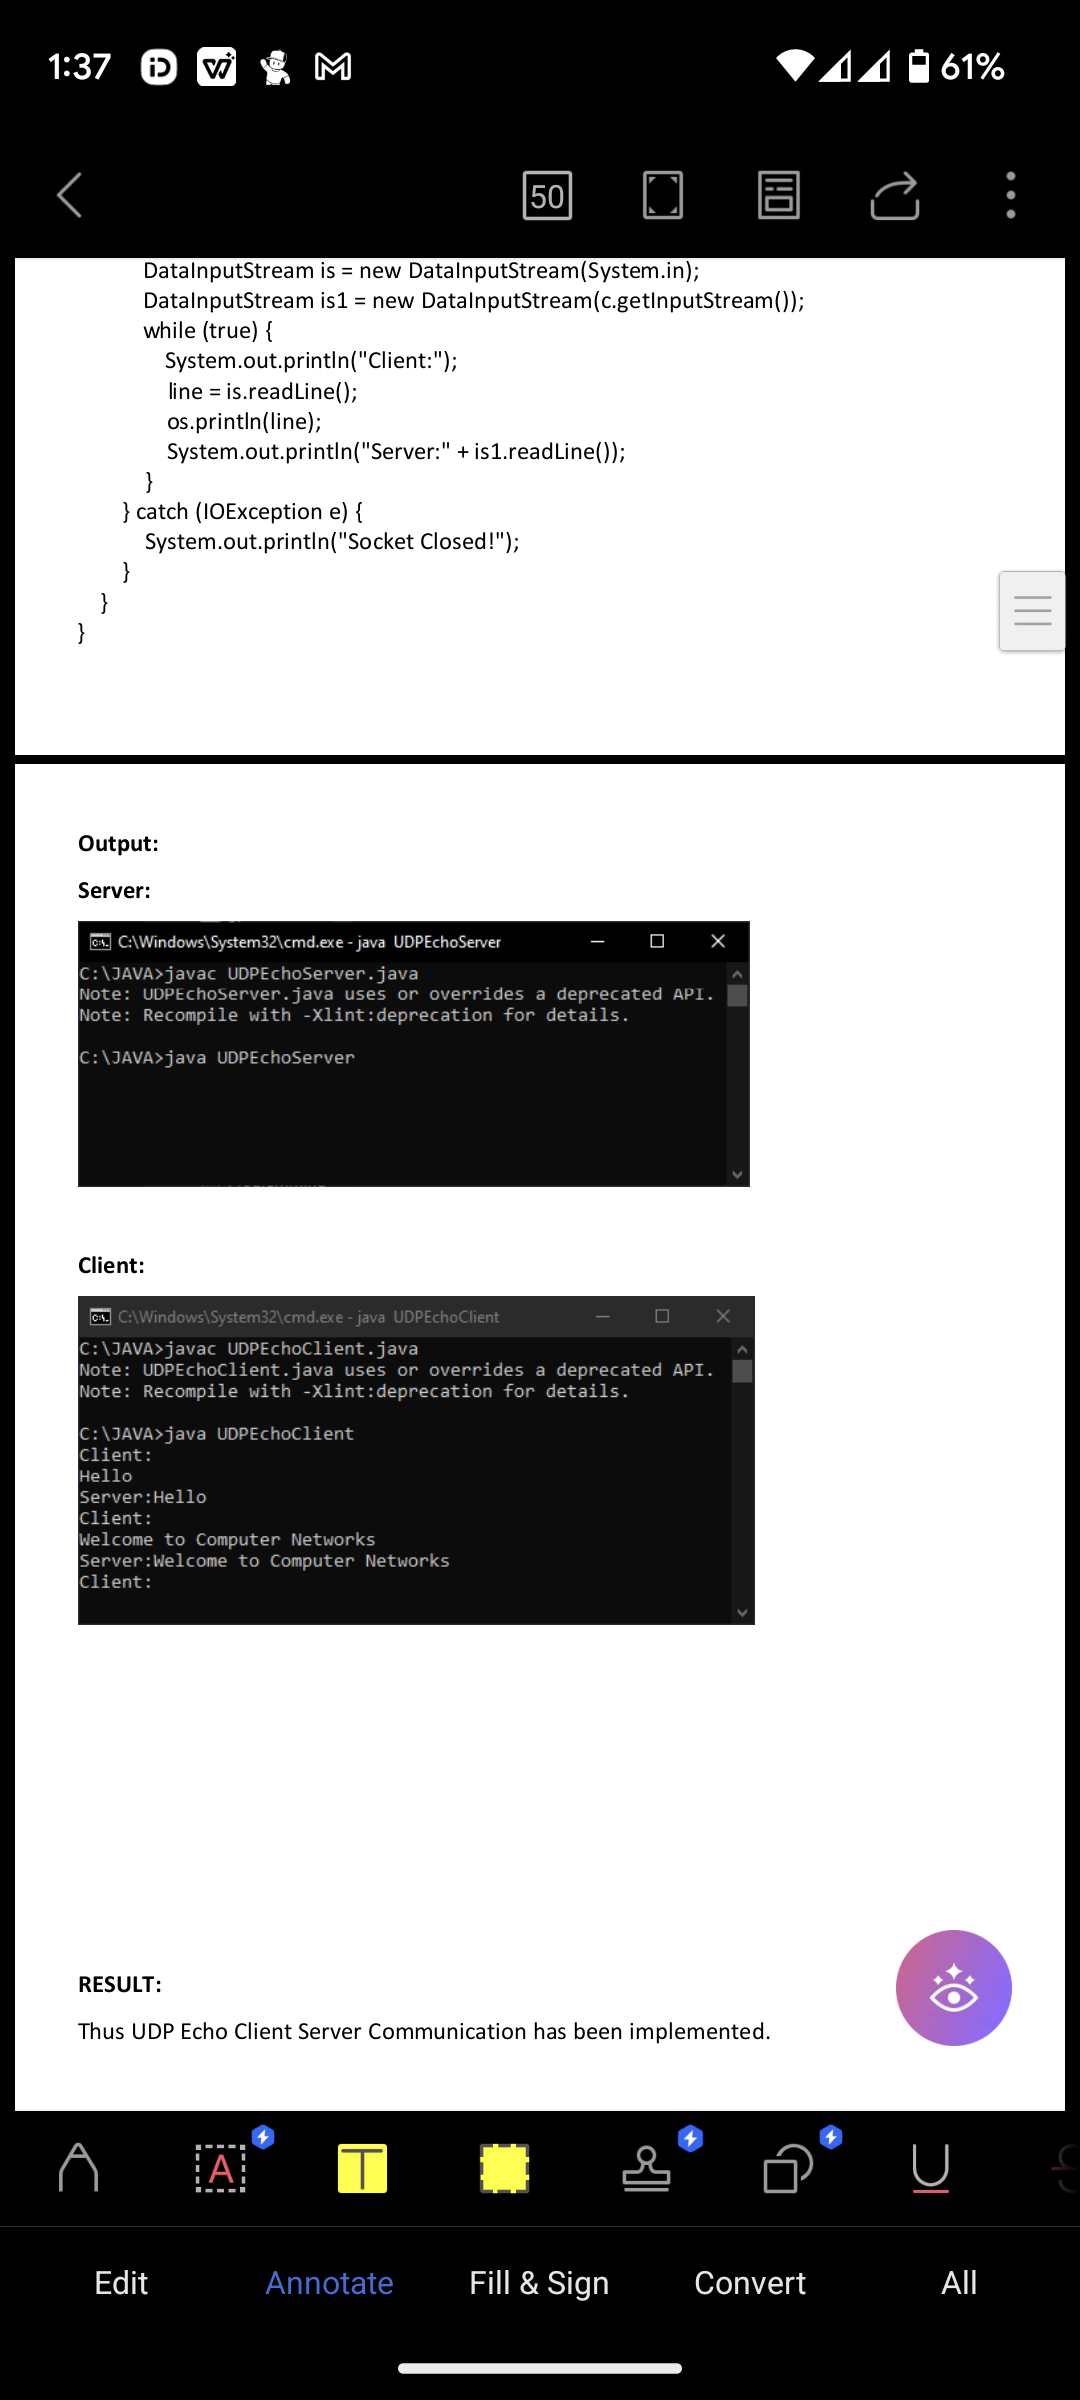 1:37
61%
50
DataInputStream is = new DataInputStream(System.in);
DataInputStream is1 = new DataInputStream(c.getInputStream());
while (true) {
System.out.println("Client:");
line = is.readLine();
os.println(line);
System.out.println("Server:" + is1.readLine());
}
} catch (IOException e) {
System.out.println("Socket Closed!");
}
}
}
Output:
Server:
C:\Windows\System32\cmd.exe - java UDPEchoServer
C:\JAVA>javac UDPEchoServer.java
Note: UDPEchoServer.java uses or overrides a deprecated API.
Note: Recompile with -Xlint:deprecation for details.
C:\JAVA>java UDPEchoServer
Client:
C:\Windows\System32\cmd.exe - java UDPEchoClient
C:\JAVA>javac UDPEchoClient.java
Note: UDPEchoClient.java uses or overrides a deprecated API.
Note: Recompile with -Xlint:deprecation for details.
C:\JAVA>java UDPEchoClient
Client:
Hello
Server:Hello
Client:
Welcome to Computer Networks
Server:Welcome to Computer Networks
Client:
RESULT:
Thus UDP Echo Client Server Communication has been implemented.
Edit Annotate Fill & Sign Convert All